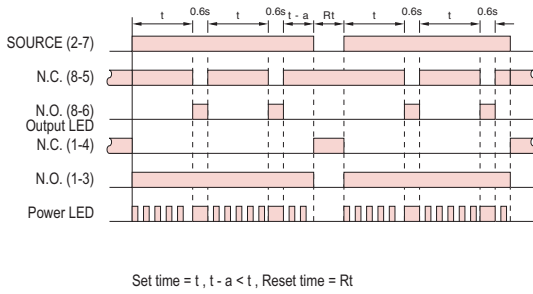 t 0.6s t 0.6s t - a Rt t 0.6s t 0.6s
SOURCE (2-7)
N.C. (8-5)
N.O. (8-6)
Output LED
N.C. (1-4)
N.O. (1-3)
Power LED
Set time = t , t - a < t , Reset time = Rt